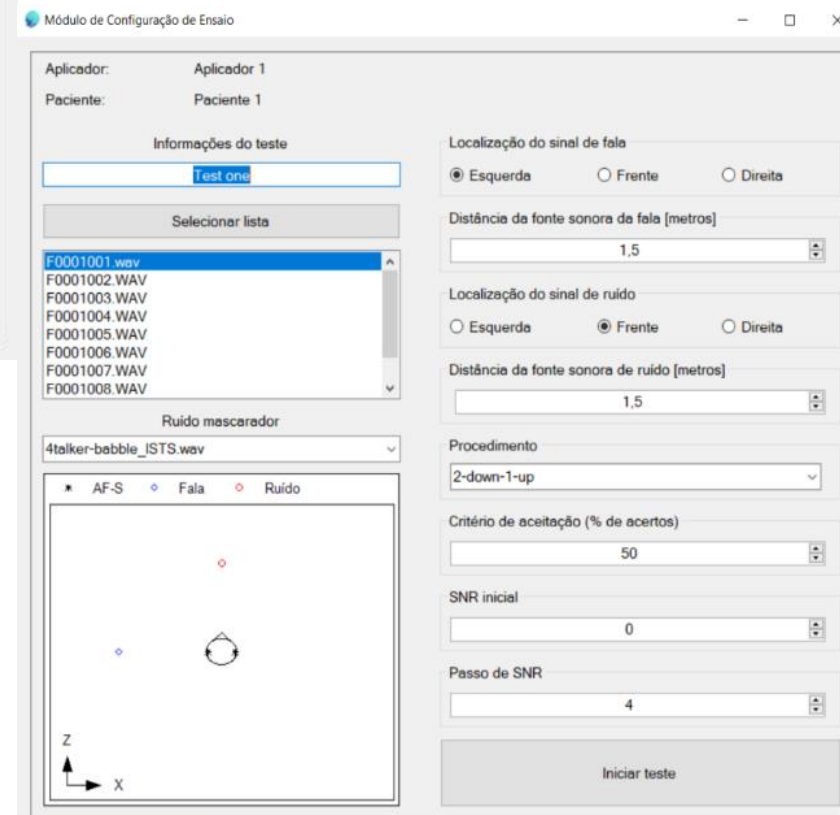 Módulo de Configuração de Ensaio
Aplicador: Aplicador 1
Paciente: Paciente 1
Informações do teste
Test one
Selecionar lista
F0001001.wav
F0001002.WAV
F0001003.WAV
F0001004.WAV
F0001005.WAV
F0001006.WAV
F0001007.WAV
F0001008.WAV
Ruído mascarador
4talker-babble_ISTS.wav
AF-S Fala Ruído
Z
X
Localização do sinal de fala
Esquerda Frente Direita
Distância da fonte sonora da fala [metros]
1,5
Localização do sinal de ruído
Esquerda Frente Direita
Distância da fonte sonora de ruído [metros]
1,5
Procedimento
2-down-1-up
Critério de aceitação (% de acertos)
50
SNR inicial
0
Passo de SNR
4
Iniciar teste